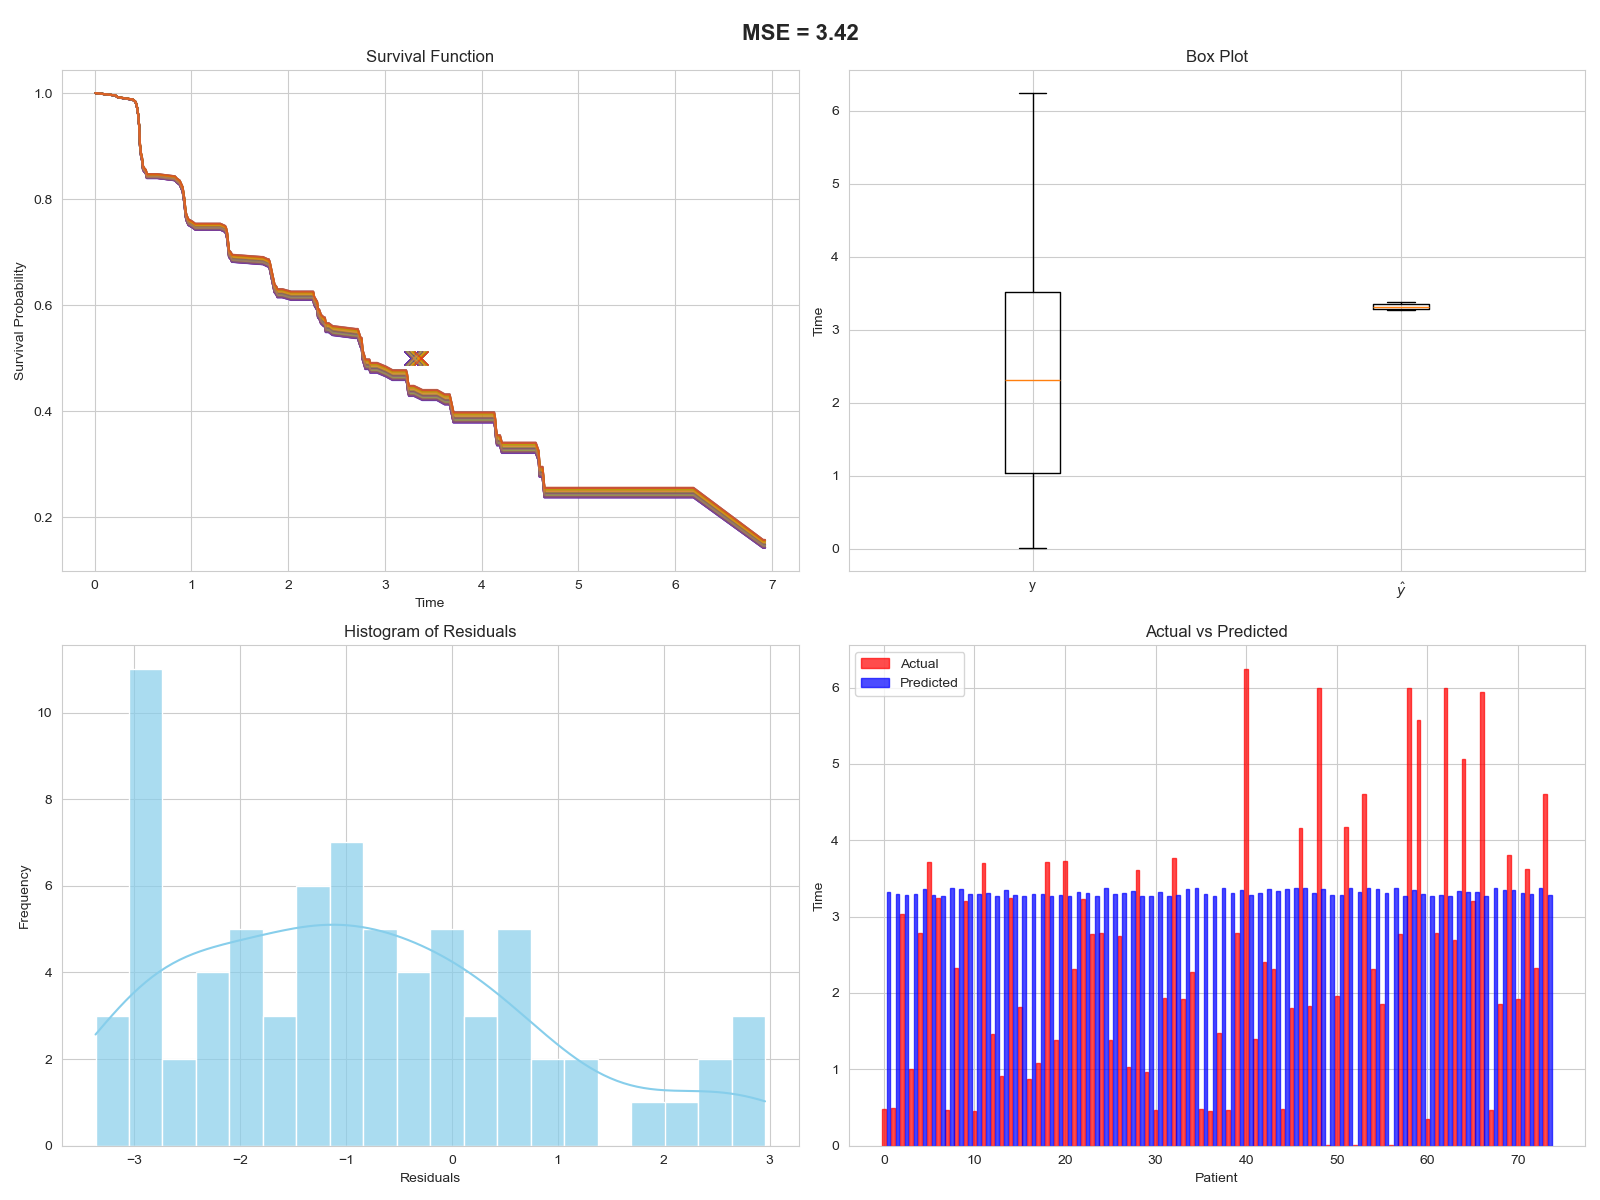 MSE = 3.42
Survival Function
Survival Probability
1.0
0.8
0.6
0.4
0.2
0 1 2 3 4 5 6 7
Time
Box Plot
Time
6
5
4
3
2
1
0
y ŷ
Histogram of Residuals
Frequency
10
8
6
4
2
0
−3 −2 −1 0 1 2 3
Residuals
Actual vs Predicted
Actual
Predicted
Time
6
5
4
3
2
1
0
0 10 20 30 40 50 60 70
Patient